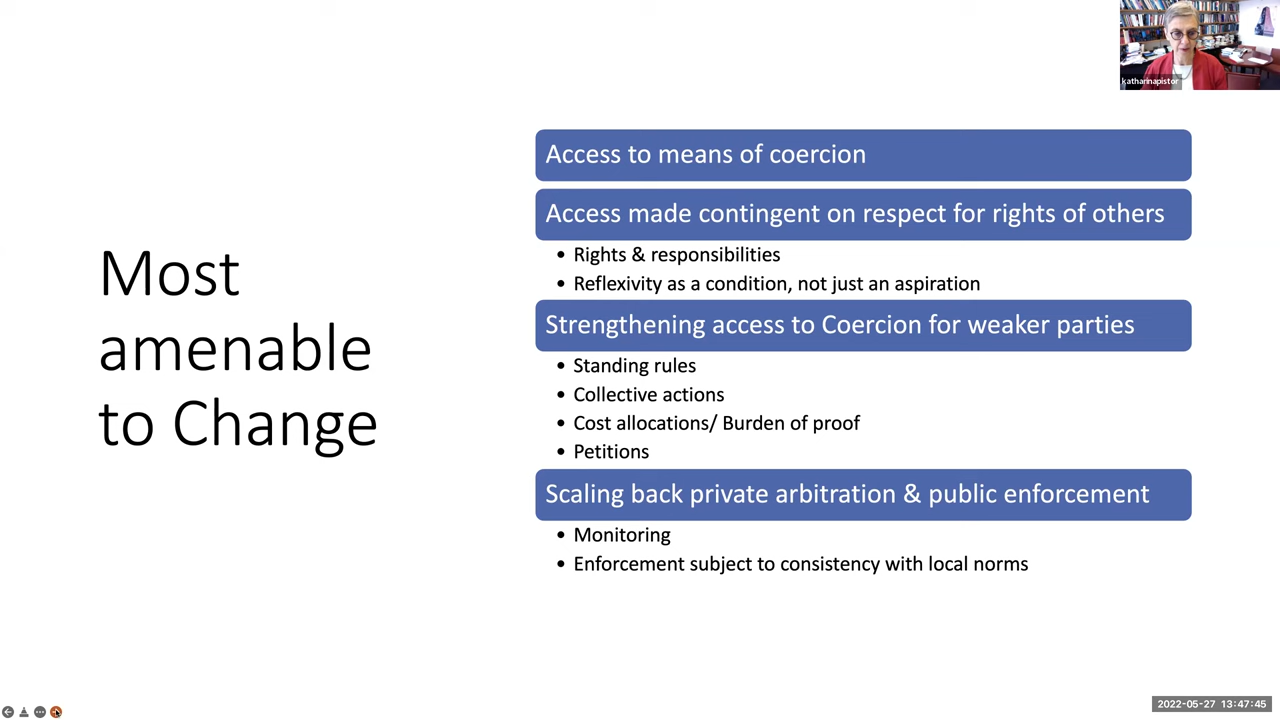 katharinapistor
Most
amenable
to Change
Access to means of coercion
Access made contingent on respect for rights of others
• Rights & responsibilities
• Reflexivity as a condition, not just an aspiration
Strengthening access to Coercion for weaker parties
• Standing rules
• Collective actions
• Cost allocations/ Burden of proof
• Petitions
Scaling back private arbitration & public enforcement
• Monitoring
• Enforcement subject to consistency with local norms
2022-05-27 13:47:45